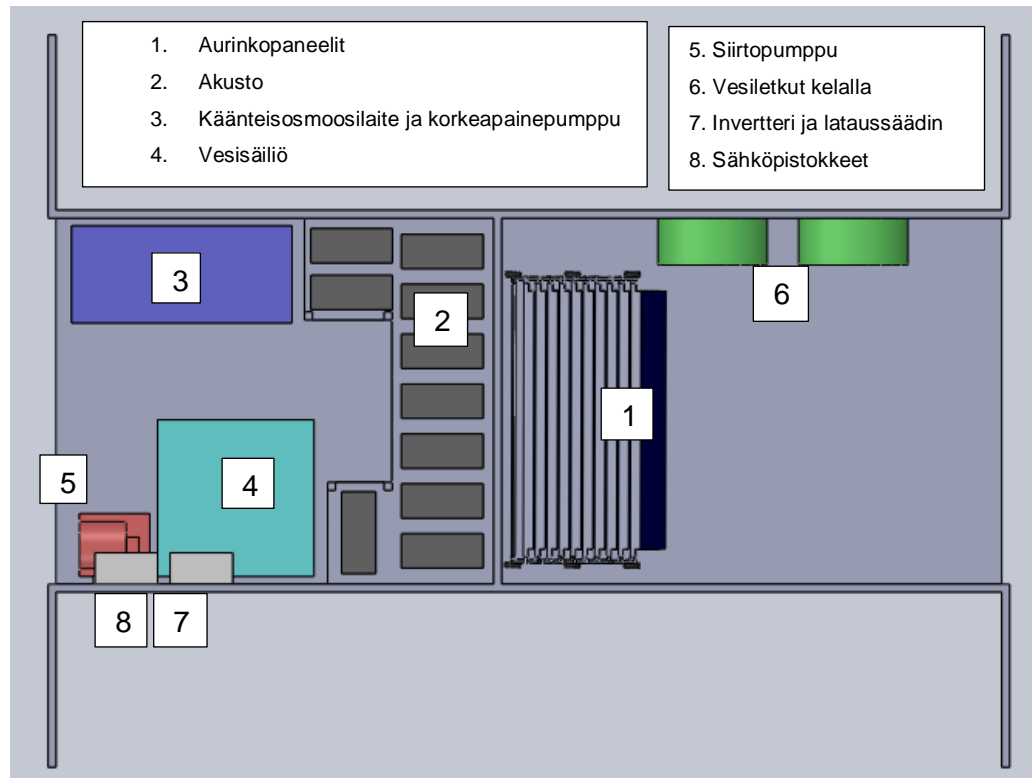 1. Aurinkopaneelit
2. Akusto
3. Käänteisosmoosilaite ja korkeapainepumppu
4. Vesisäiliö
5. Siirtopumppu
6. Vesiletkut kelalla
7. Invertteri ja lataussäädin
8. Sähköpistokkeet
3
2
6
1
5
4
8
7